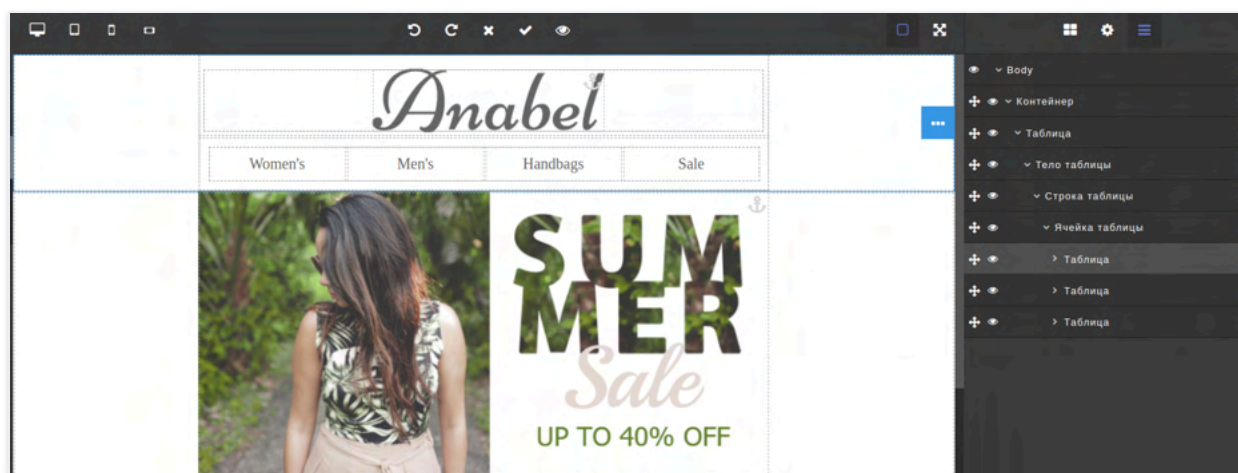 Anabel
Women's Men's Handbags Sale
SUM
MER
Sale
UP TO 40% OFF
Body
Контейнер
Таблица
Тело таблицы
Строка таблицы
Ячейка таблицы
Таблица
Таблица
Таблица